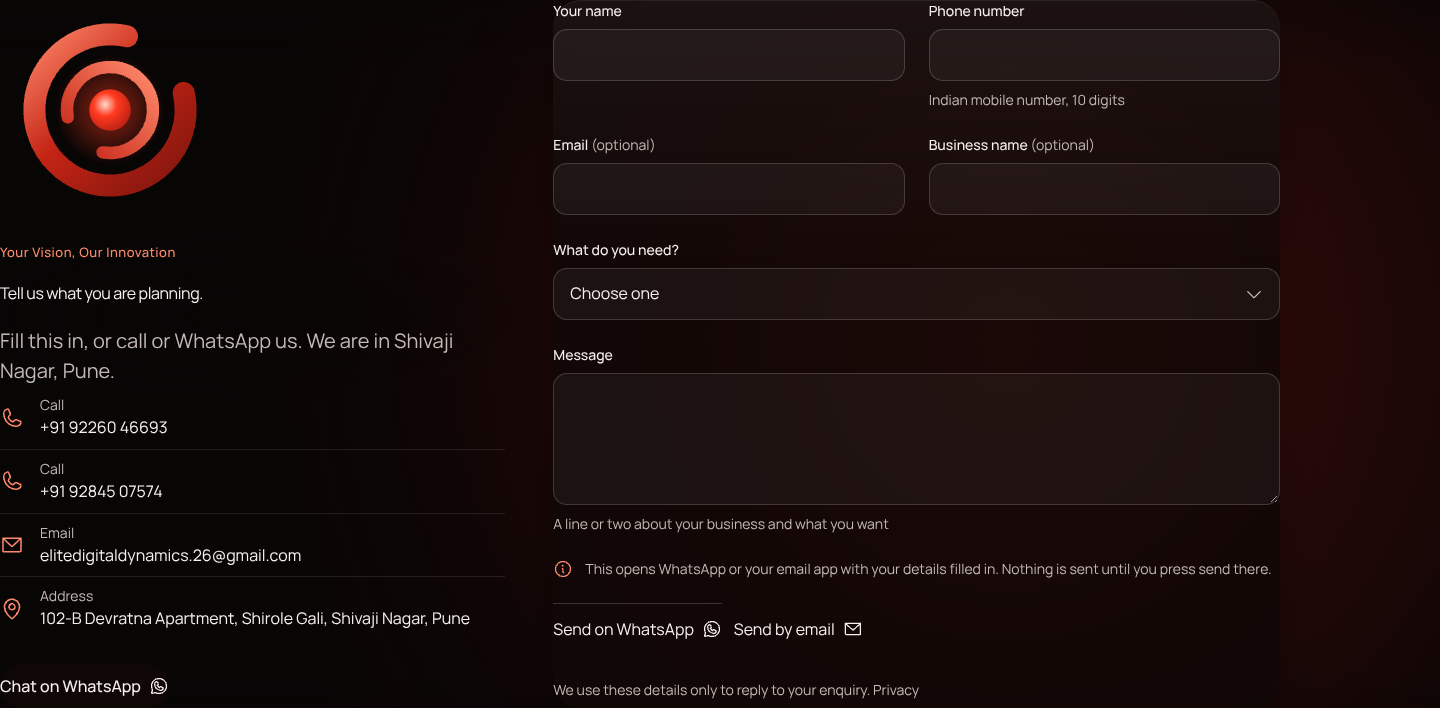 Your Vision, Our Innovation
Tell us what you are planning.
Fill this in, or call or WhatsApp us. We are in Shivaji
Nagar, Pune.
Call
+91 92260 46693
Call
+91 92845 07574
Email
elitedigitaldynamics.26@gmail.com
Address
102-B Devratna Apartment, Shirole Gali, Shivaji Nagar, Pune
Chat on WhatsApp
Your name
Phone number
Indian mobile number, 10 digits
Email (optional)
Business name (optional)
What do you need?
Choose one
Message
A line or two about your business and what you want
This opens WhatsApp or your email app with your details filled in. Nothing is sent until you press send there.
Send on WhatsApp
Send by email
We use these details only to reply to your enquiry. Privacy